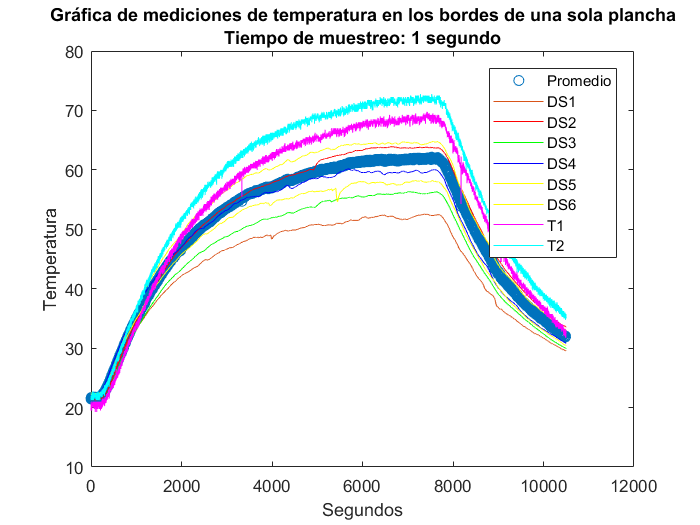 Gráfica de mediciones de temperatura en los bordes de una sola plancha
Tiempo de muestreo: 1 segundo
80
70
60
50
40
30
20
10
Temperatura
Promedio
DS1
DS2
DS3
DS4
DS5
DS6
T1
T2
0
2000
4000
6000
8000
10000
12000
Segundos